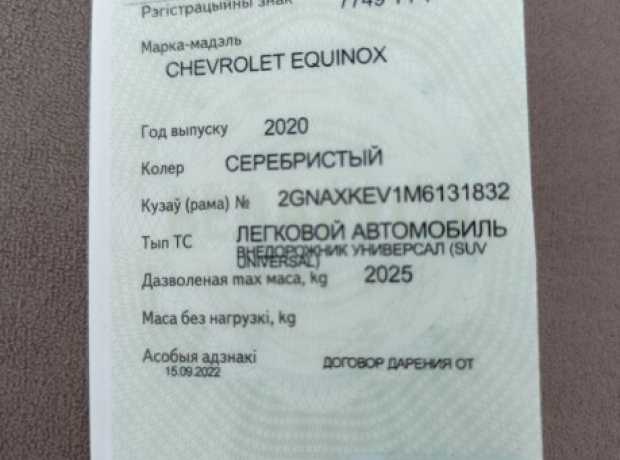 Рэгістрацыйны знак
Марка-мадэль
CHEVROLET EQUINOX
Год выпуску 2020
Колер СЕРЕБРИСТЫЙ
Кузаў (рама) № 2GNAXKEV1M6131832
Тып ТС ЛЕГКОВОЙ АВТОМОБИЛЬ
ВНЕДОРОЖНИК УНИВЕРСАЛ (SUV
UNIVERSAL)
Дазволеная max маса, kg 2025
Маса без нагрузкі, kg
Асобыя адзнакі ДОГОВОР ДАРЕНИЯ ОТ
15.09.2022